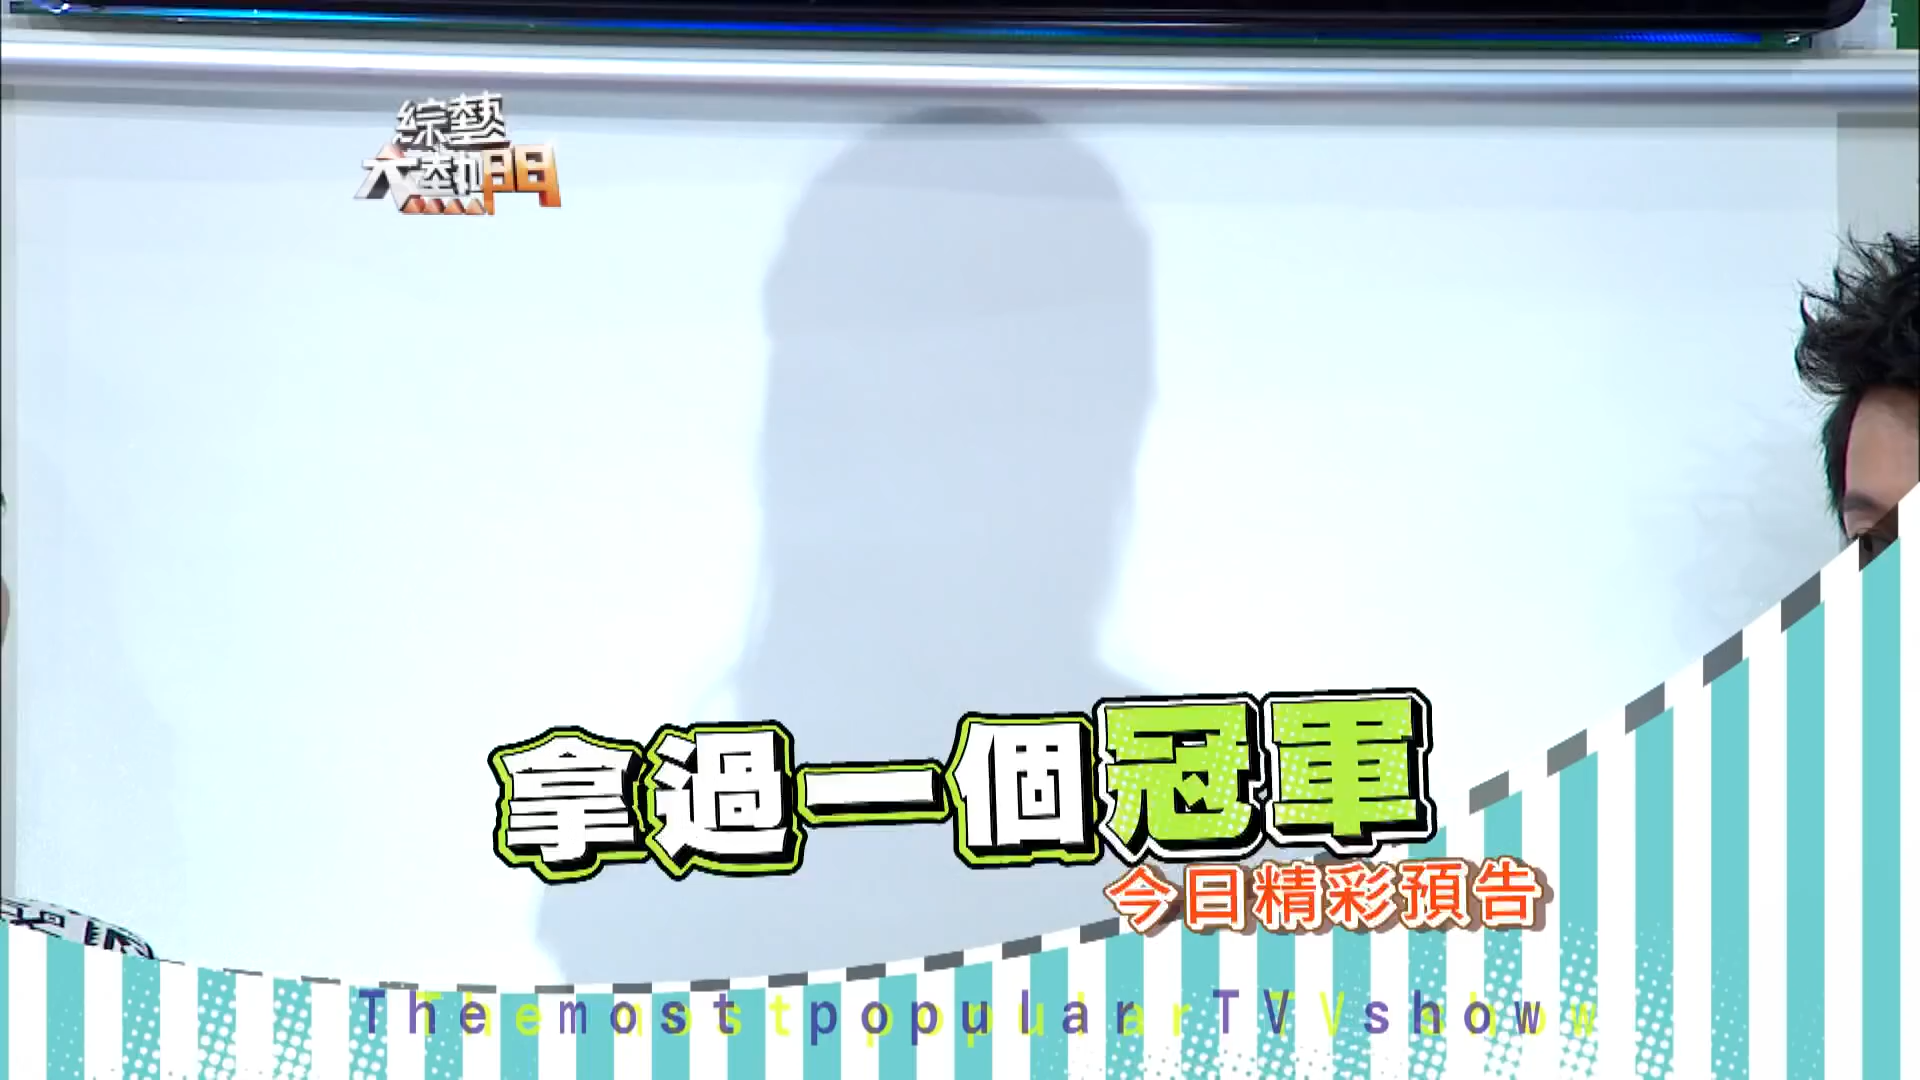 綜藝
大熱門
拿過一個冠軍
今日精彩預告
The most popular TV show